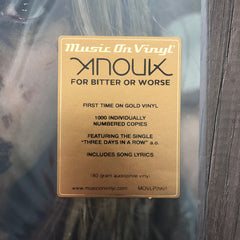 Music On Vinyl
ANOUK
FOR BITTER OR WORSE
FIRST TIME ON GOLD VINYL
1000 INDIVIDUALLY
NUMBERED COPIES
FEATURING THE SINGLE
"THREE DAYS IN A ROW" a.o.
INCLUDES SONG LYRICS
180 gram audiophile vinyl
www.musiconvinyl.com